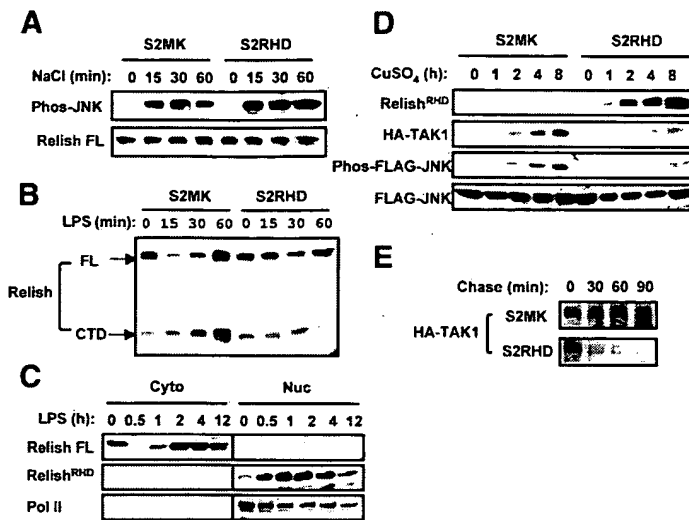 A
S2MK S2RHD
NaCl (min): 0 15 30 60 0 15 30 60
Phos-JNK
Relish FL
B
S2MK S2RHD
LPS (min): 0 15 30 60 0 15 30 60
Relish
FL
CTD
C
Cyto Nuc
LPS (h): 0 0.5 1 2 4 12 0 0.5 1 2 4 12
Relish FL
Relish^RHD
Pol II
D
S2MK S2RHD
CuSO₄ (h): 0 1 2 4 8 0 1 2 4 8
Relish^RHD
HA-TAK1
Phos-FLAG-JNK
FLAG-JNK
E
Chase (min): 0 30 60 90
HA-TAK1
S2MK
S2RHD